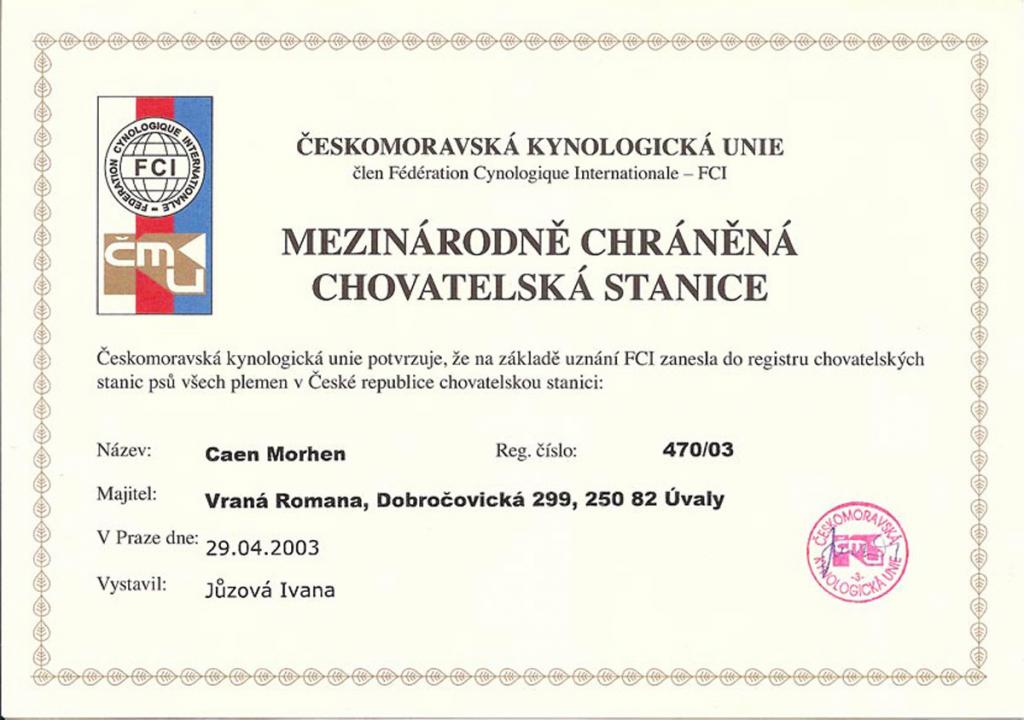 FEDERATION CYNOLOGIQUE INTERNATIONALE –
FCI
čmku
ČESKOMORAVSKÁ KYNOLOGICKÁ UNIE
člen Fédération Cynologique Internationale – FCI
MEZINÁRODNĚ CHRÁNĚNÁ
CHOVATELSKÁ STANICE
Českomoravská kynologická unie potvrzuje, že na základě uznání FCI zanesla do registru chovatelských
stanic psů všech plemen v České republice chovatelskou stanici:
Název: Caen Morhen Reg. číslo: 470/03
Majitel: Vraná Romana, Dobročovická 299, 250 82 Úvaly
V Praze dne: 29.04.2003
Vystavil: Jůzová Ivana
ČESKOMORAVSKÁ
KYNOLOGICKÁ UNIE
-3-